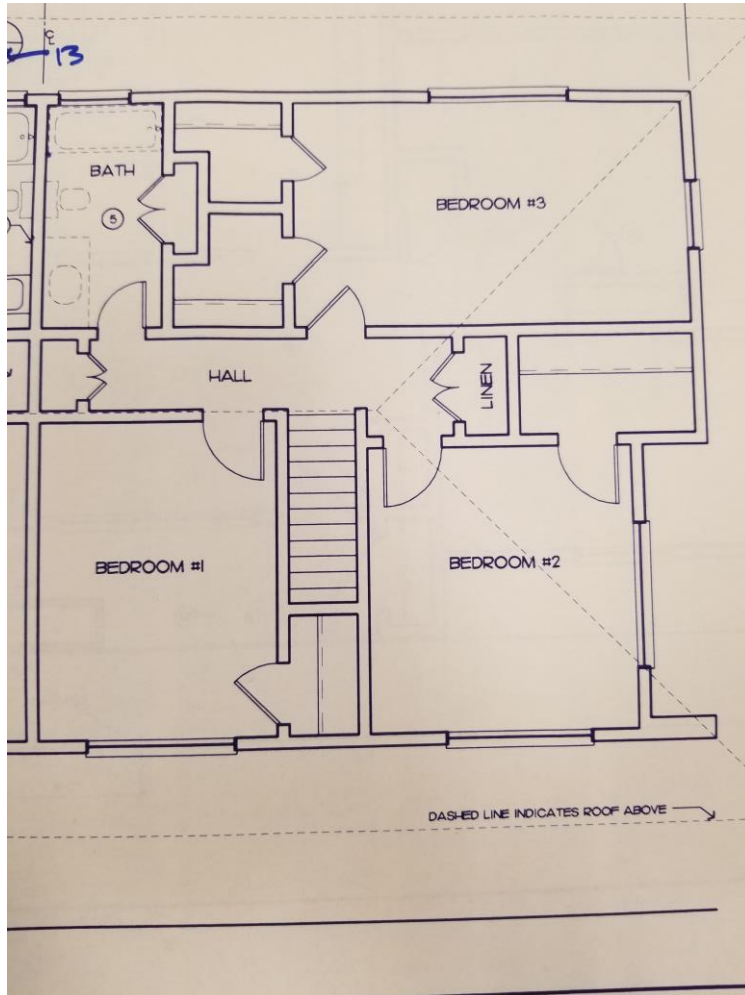 ℄
13
BATH
5
BEDROOM #3
HALL
LINEN
BEDROOM #1
BEDROOM #2
DASHED LINE INDICATES ROOF ABOVE